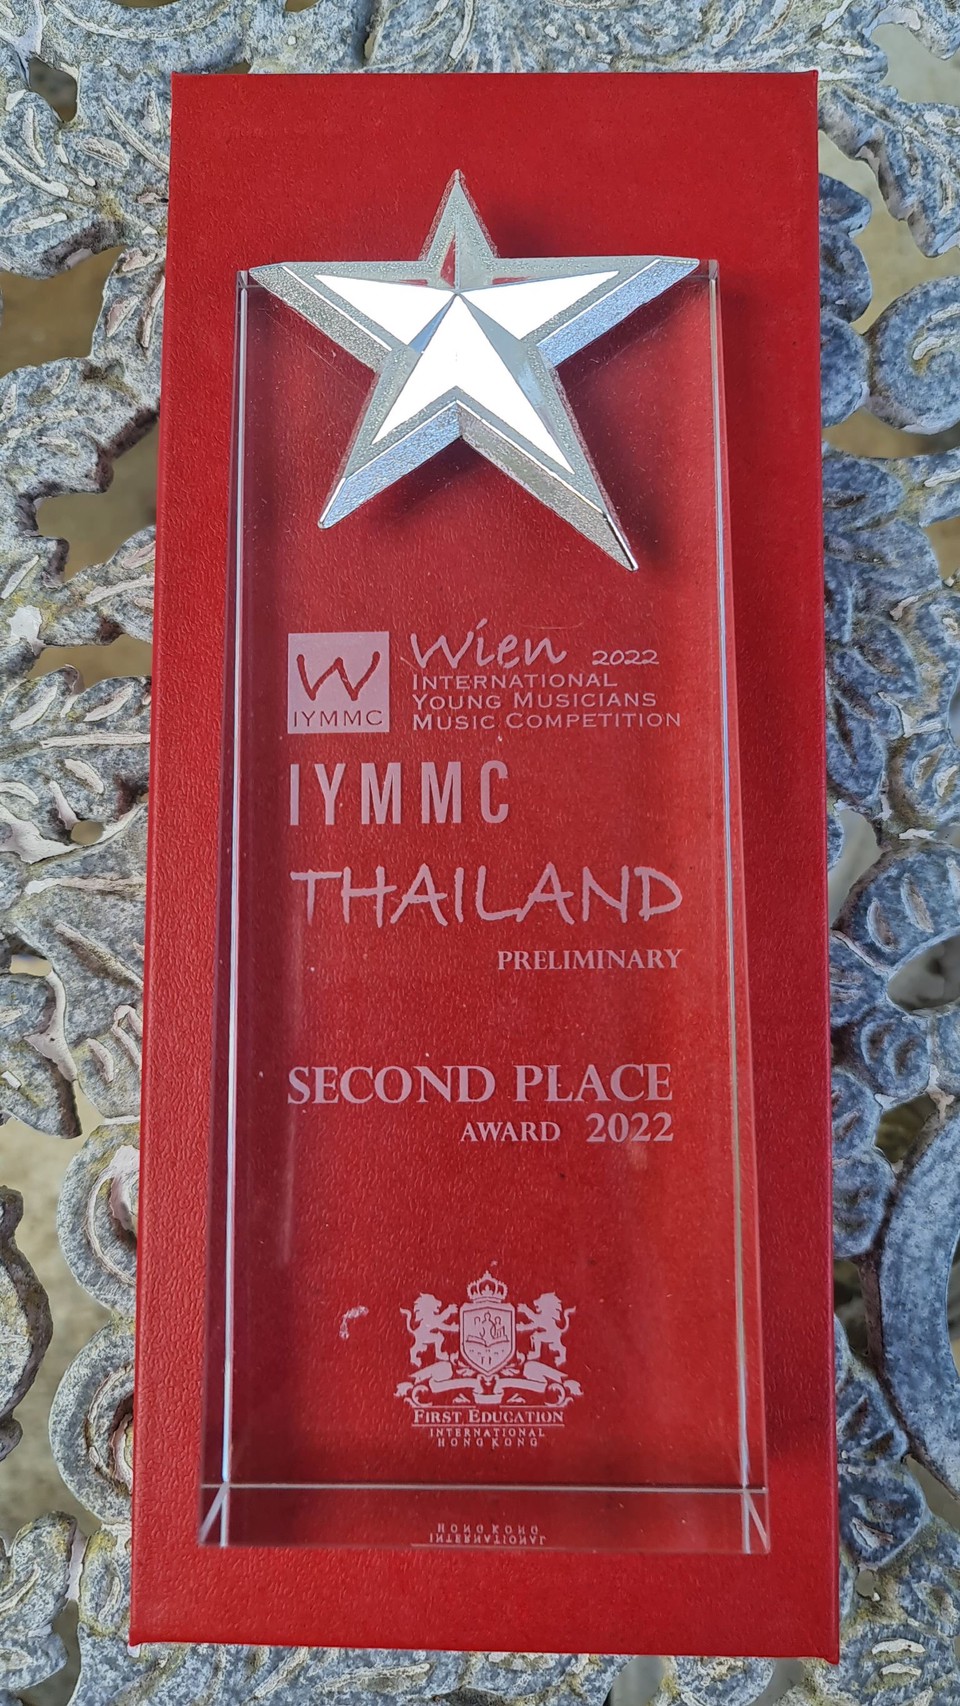 W
IYMMC
Wien 2022
INTERNATIONAL
YOUNG MUSICIANS
MUSIC COMPETITION
IYMMC
THAILAND
PRELIMINARY
SECOND PLACE
AWARD 2022
FIRST EDUCATION
INTERNATIONAL
HONG KONG